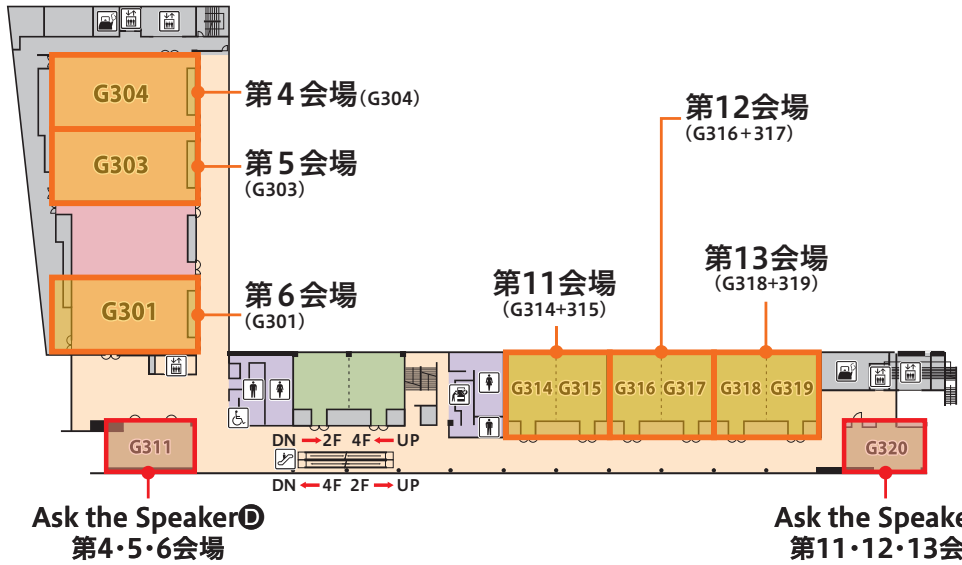 G304
第4会場(G304)
G303
第5会場
(G303)
G301
第6会場
(G301)
第12会場
(G316+317)
第11会場
(G314+315)
第13会場
(G318+319)
G314 G315 G316 G317 G318 G319
G311
DN → 2F 4F ← UP
DN ← 4F 2F → UP
G320
Ask the SpeakerⒹ
第4・5・6会場
Ask the Speake
第11・12・13会